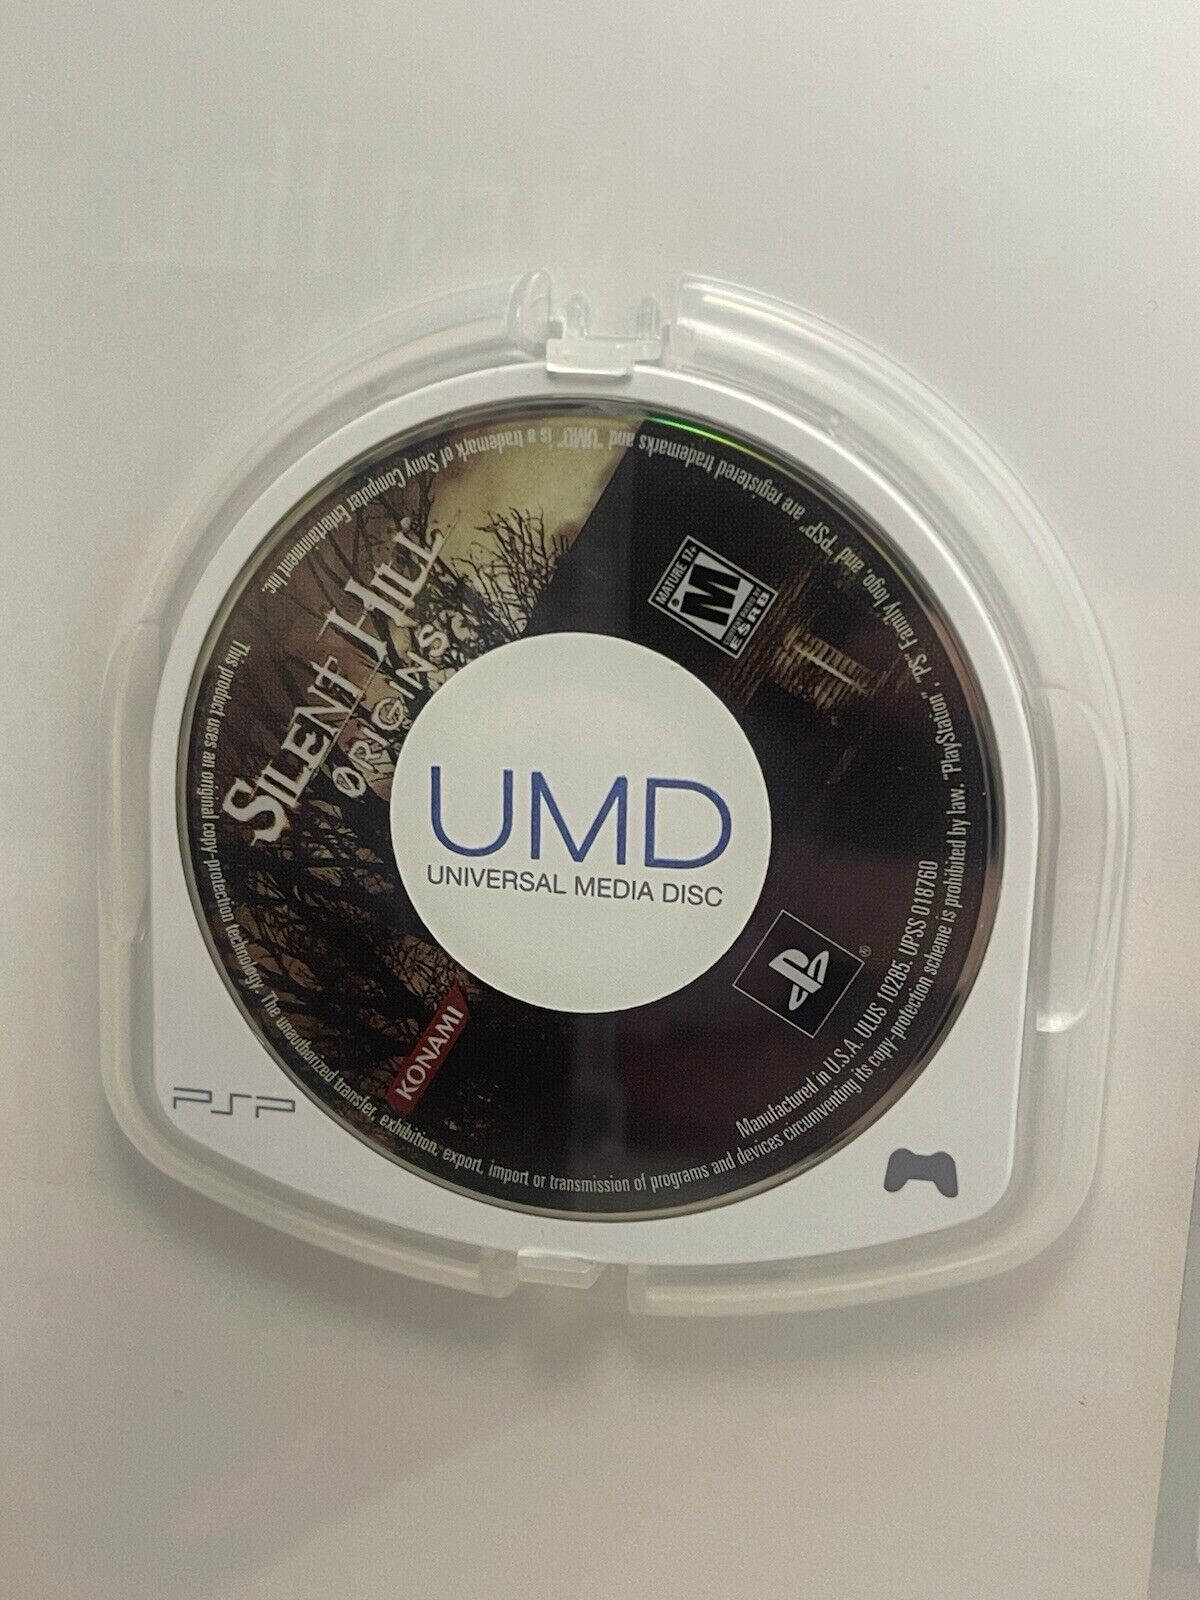 SILENT HILL
ORIGINS
MATURE 17+
M
ESRB
UMD
UNIVERSAL MEDIA DISC
KONAMI
PSP
Manufactured in U.S.A. ULUS 10285. UPSS 018760
This product uses an original copy-protection technology. The unauthorized transfer, exhibition, export, import or transmission of programs and devices circumventing its copy-protection scheme is prohibited by law. "PlayStation", "PS" Family logo, and "PSP" are registered trademarks and "UMD" is a trademark of Sony Computer Entertainment Inc.
®